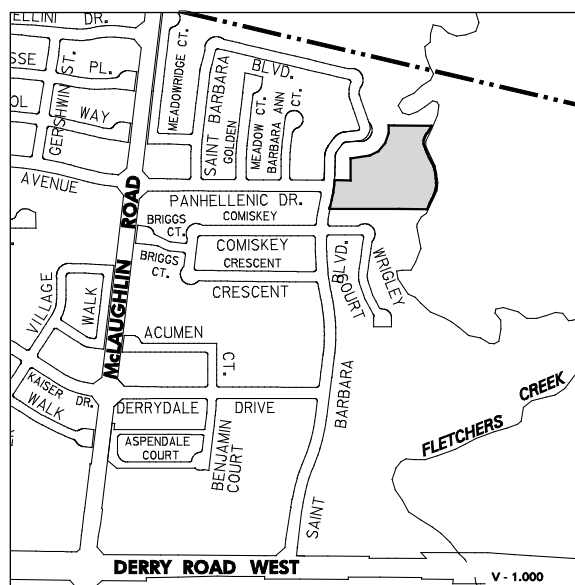 ELLINI DR.
SSE
ST.
PL.
OL
GERSHWIN
WAY
MEADOWRIDGE CT.
SAINT BARBARA
BLVD.
GOLDEN
MEADOW CT.
BARBARA ANN
CT.
AVENUE
McLAUGHLIN ROAD
PANHELLENIC DR.
BRIGGS
CT.
COMISKEY
COMISKEY
CRESCENT
BRIGGS
CT.
CRESCENT
BLVD.
COURT
WRIGLEY
VILLAGE
WALK
ACUMEN
CT.
KAISER DR.
WALK
DERRYDALE DRIVE
BARBARA
ASPENDALE
COURT
BENJAMIN
COURT
SAINT
FLETCHERS CREEK
DERRY ROAD WEST
V - 1.000